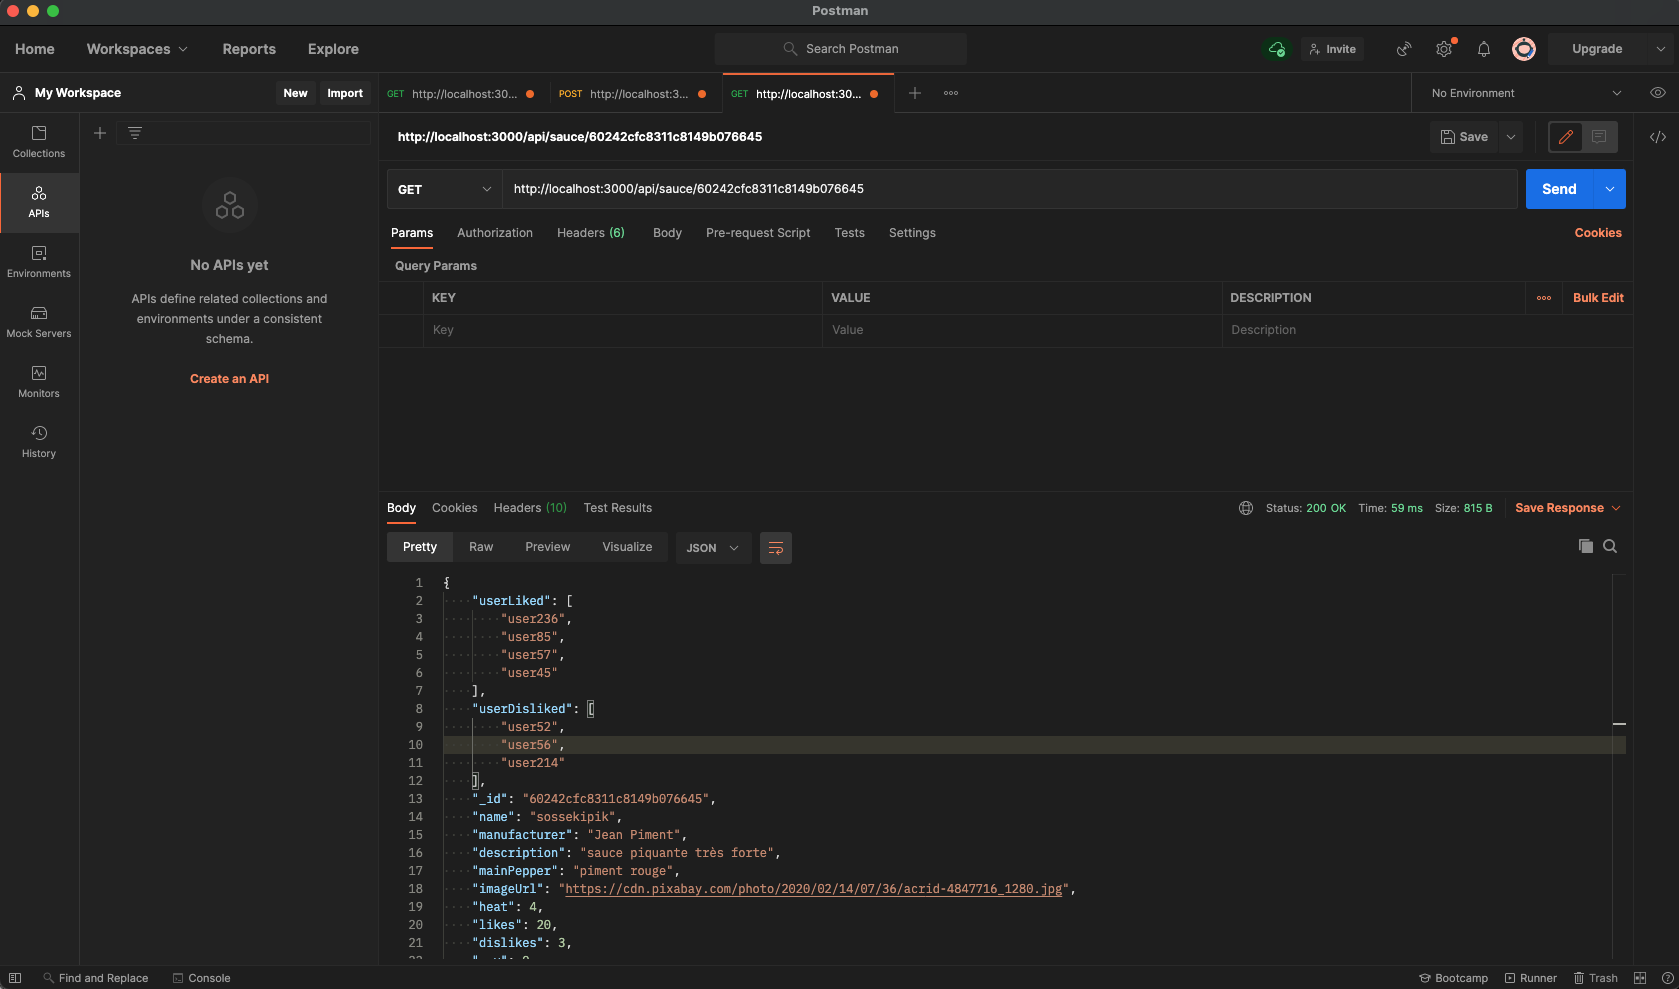 Postman
Home Workspaces Reports Explore Search Postman Invite Upgrade
My Workspace New Import GET http://localhost:30... POST http://localhost:3... GET http://localhost:30... No Environment
Collections
APIs
Environments
Mock Servers
Monitors
History
No APIs yet
APIs define related collections and
environments under a consistent
schema.
Create an API
http://localhost:3000/api/sauce/60242cfc8311c8149b076645 Save
GET http://localhost:3000/api/sauce/60242cfc8311c8149b076645 Send
Params Authorization Headers (6) Body Pre-request Script Tests Settings Cookies
Query Params
KEY VALUE DESCRIPTION Bulk Edit
Key Value Description
Body Cookies Headers (10) Test Results Status: 200 OK Time: 59 ms Size: 815 B Save Response
Pretty Raw Preview Visualize JSON
1 {
2 "userLiked": [
3 "user236",
4 "user85",
5 "user57",
6 "user45"
7 ],
8 "userDisliked": [
9 "user52",
10 "user56",
11 "user214"
12 ],
13 "_id": "60242cfc8311c8149b076645",
14 "name": "sossekipik",
15 "manufacturer": "Jean Piment",
16 "description": "sauce piquante très forte",
17 "mainPepper": "piment rouge",
18 "imageUrl": "https://cdn.pixabay.com/photo/2020/02/14/07/36/acrid-4847716_1280.jpg",
19 "heat": 4,
20 "likes": 20,
21 "dislikes": 3,
Find and Replace Console Bootcamp Runner Trash